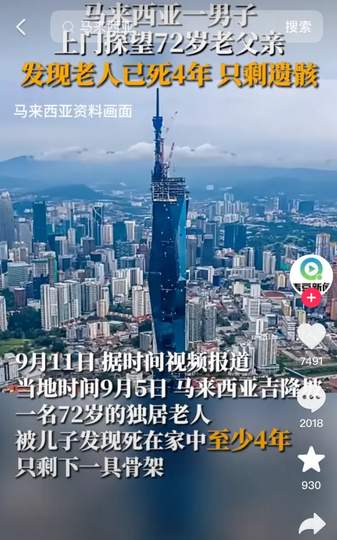 马来西亚一男子
马来西亚
搜索
上门探望72岁老父亲
发现老人已死4年 只剩遗骸
马来西亚资料画面
7491
9月11日 据时间视频报道
当地时间9月5日 马来西亚吉隆坡
一名72岁的独居老人
2018
被儿子发现死在家中至少4年
只剩下一具骨架
930